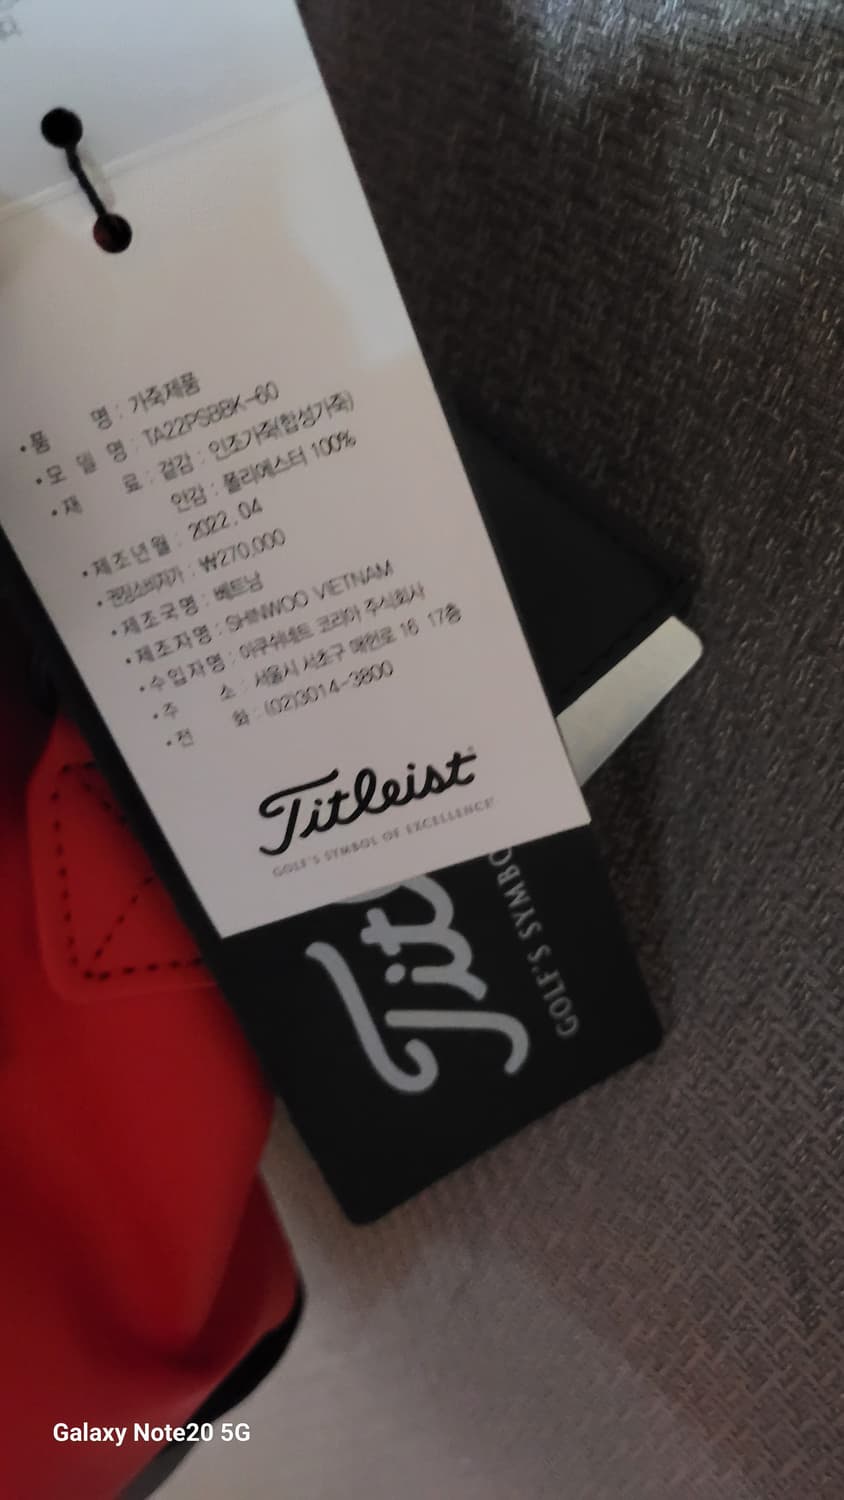 •품 명 : 가죽제품
•모 델 명 : TA22PSBBK-60
•재 료 : 겉감 : 인조가죽(합성가죽)
안감 : 폴리에스터 100%
•제조년월 : 2022. 04
•권장소비자가 : ₩270,000
•제조국명 : 베트남
•제조자명 : SHINWOO VIETNAM
•수입자명 : 아쿠쉬네트 코리아 주식회사
•주 소 : 서울시 서초구 매헌로 16 17층
•전 화 : (02)3014-3800
Titleist
GOLF'S SYMBOL OF EXCELLENCE
Titl
GOLF'S SYMBO
Galaxy Note20 5G